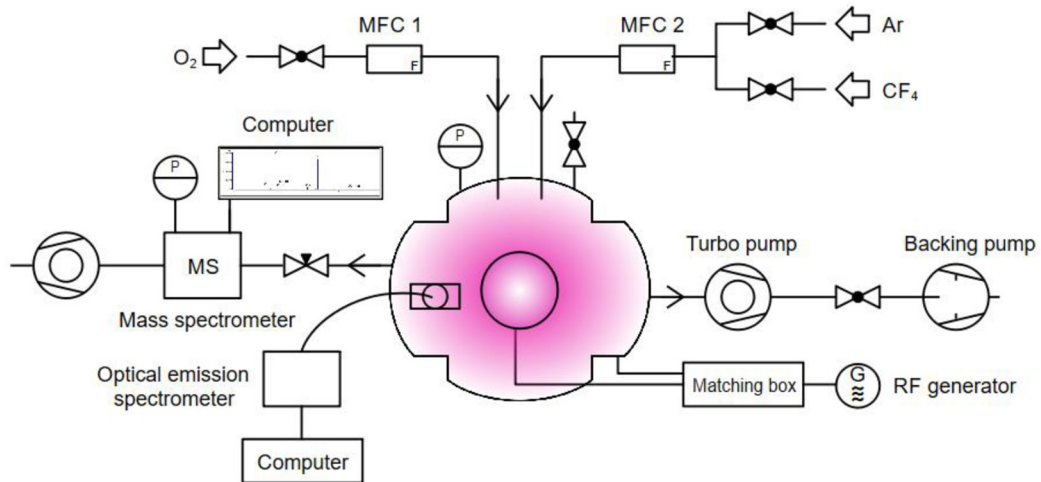 MFC 1
MFC 2
Ar
O₂
F
F
CF₄
Computer
P
P
MS
Turbo pump
Backing pump
Mass spectrometer
Optical emission
spectrometer
Matching box
G
RF generator
Computer